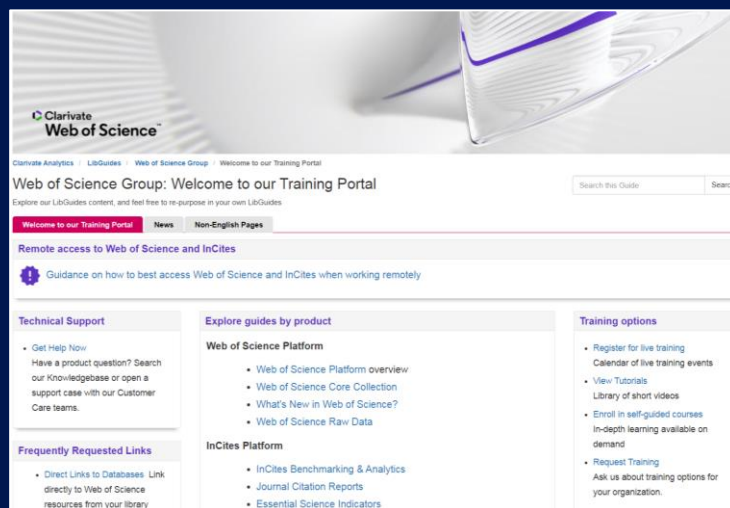 Clarivate
Web of Science™
Clarivate Analytics / LibGuides / Web of Science Group / Welcome to our Training Portal
Web of Science Group: Welcome to our Training Portal
Search this Guide
Explore our LibGuides content, and feel free to re-purpose in your own LibGuides
Welcome to our Training Portal
News
Non-English Pages
Remote access to Web of Science and InCites
Guidance on how to best access Web of Science and InCites when working remotely
Technical Support
• Get Help Now
Have a product question? Search
our Knowledgebase or open a
support case with our Customer
Care teams.
Frequently Requested Links
• Direct Links to Databases Link
directly to Web of Science
resources from your library
Explore guides by product
Web of Science Platform
• Web of Science Platform overview
• Web of Science Core Collection
• What's New in Web of Science?
• Web of Science Raw Data
InCites Platform
• InCites Benchmarking & Analytics
• Journal Citation Reports
• Essential Science Indicators
Training options
• Register for live training
Calendar of live training events
• View Tutorials
Library of short videos
• Enroll in self-guided courses
In-depth learning available on
demand
• Request Training
Ask us about training options for
your organization.